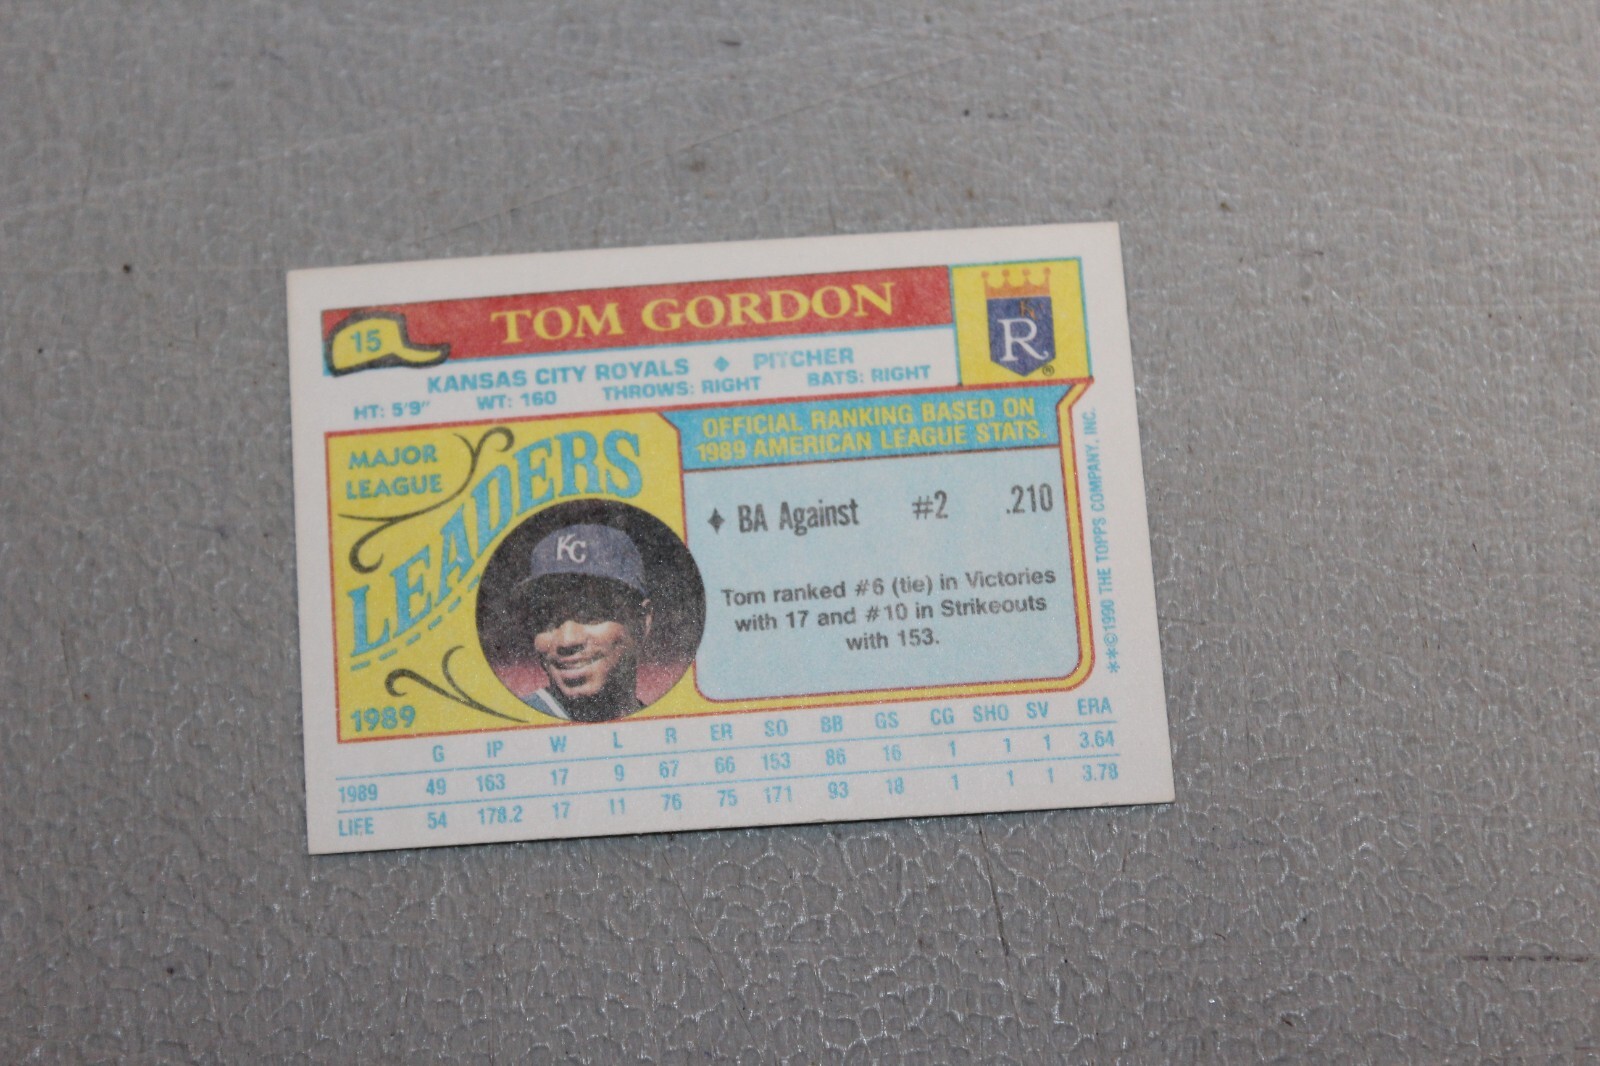 15 TOM GORDON
R ®
KANSAS CITY ROYALS ♦ PITCHER
HT: 5'9" WT: 160 THROWS: RIGHT BATS: RIGHT
MAJOR
LEAGUE
LEADERS
KC
1989
OFFICIAL RANKING BASED ON
1989 AMERICAN LEAGUE STATS.
♦ BA Against #2 .210
Tom ranked #6 (tie) in Victories
with 17 and #10 in Strikeouts
with 153.
**©1990 THE TOPPS COMPANY, INC.
G IP W L R ER SO BB GS CG SHO SV ERA
1989 49 163 17 9 67 66 153 86 16 1 1 1 3.64
LIFE 54 178.2 17 11 76 75 171 93 18 1 1 1 3.78